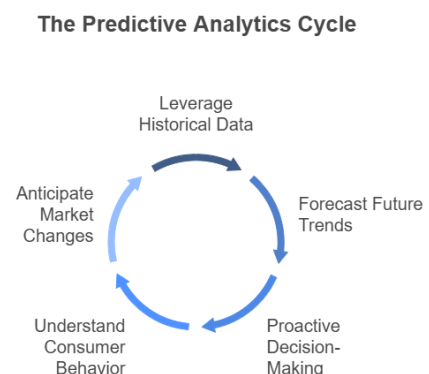 The Predictive Analytics Cycle
Leverage
Historical Data
Forecast Future
Trends
Proactive
Decision-
Making
Understand
Consumer
Behavior
Anticipate
Market
Changes